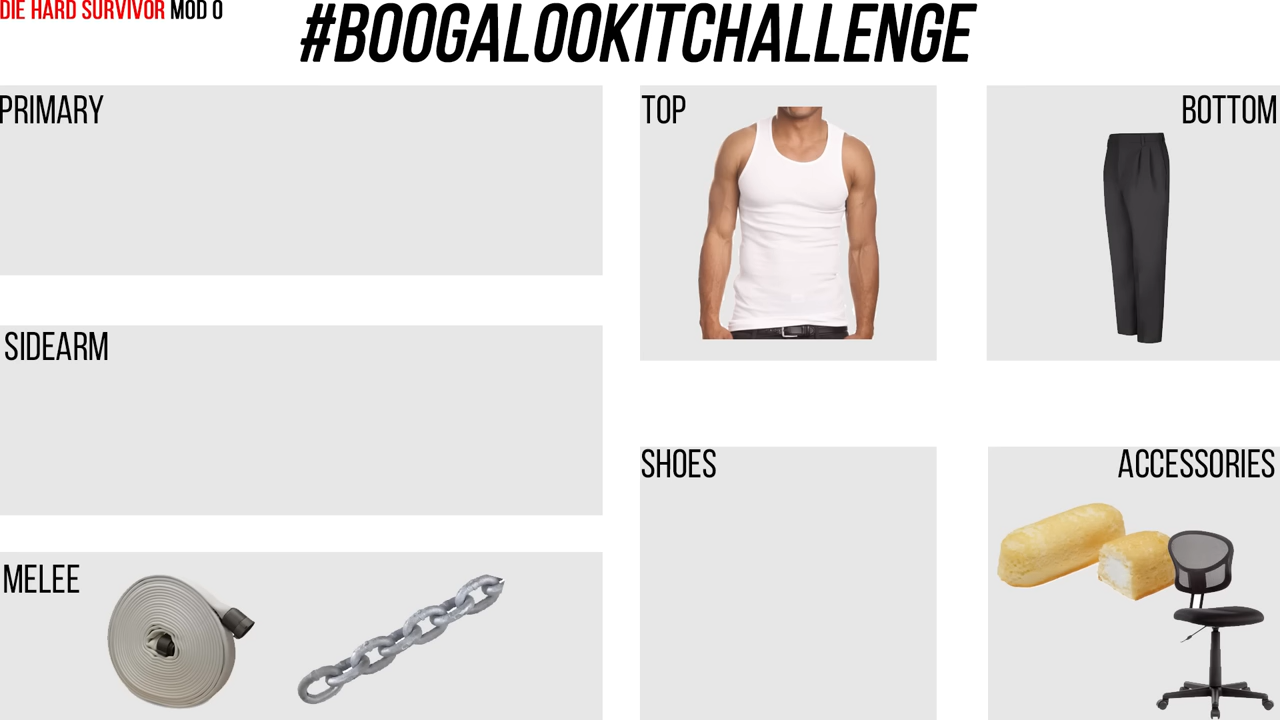 DIE HARD SURVIVOR MOD 0
#BOOGALOOKITCHALLENGE
PRIMARY
TOP
BOTTOM
SIDEARM
SHOES
ACCESSORIES
MELEE